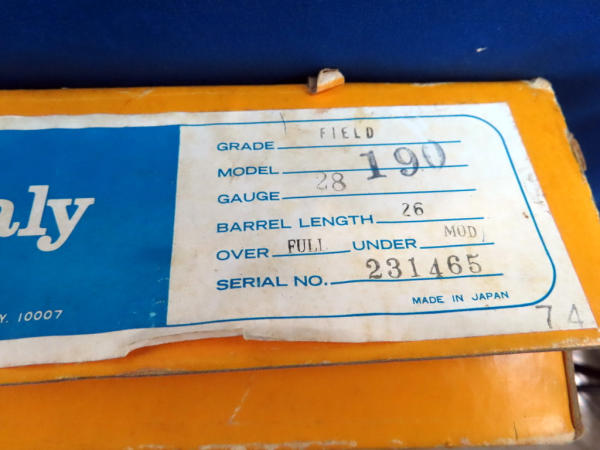 GRADE FIELD
MODEL 190
GAUGE 28
BARREL LENGTH 26
OVER FULL UNDER MOD
SERIAL NO. 231465
MADE IN JAPAN
aly
Y. 10007
74